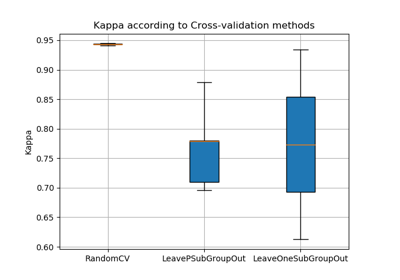 Kappa according to Cross-validation methods
0.95
0.90
0.85
0.80
0.75
0.70
0.65
0.60
Kappa
RandomCV LeavePSubGroupOut LeaveOneSubGroupOut